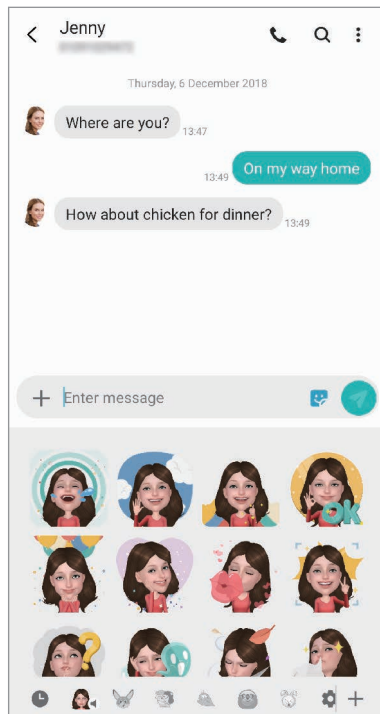 Jenny
Thursday, 6 December 2018
Where are you?
13:47
13:49
On my way home
How about chicken for dinner?
13:49
Enter message
OK